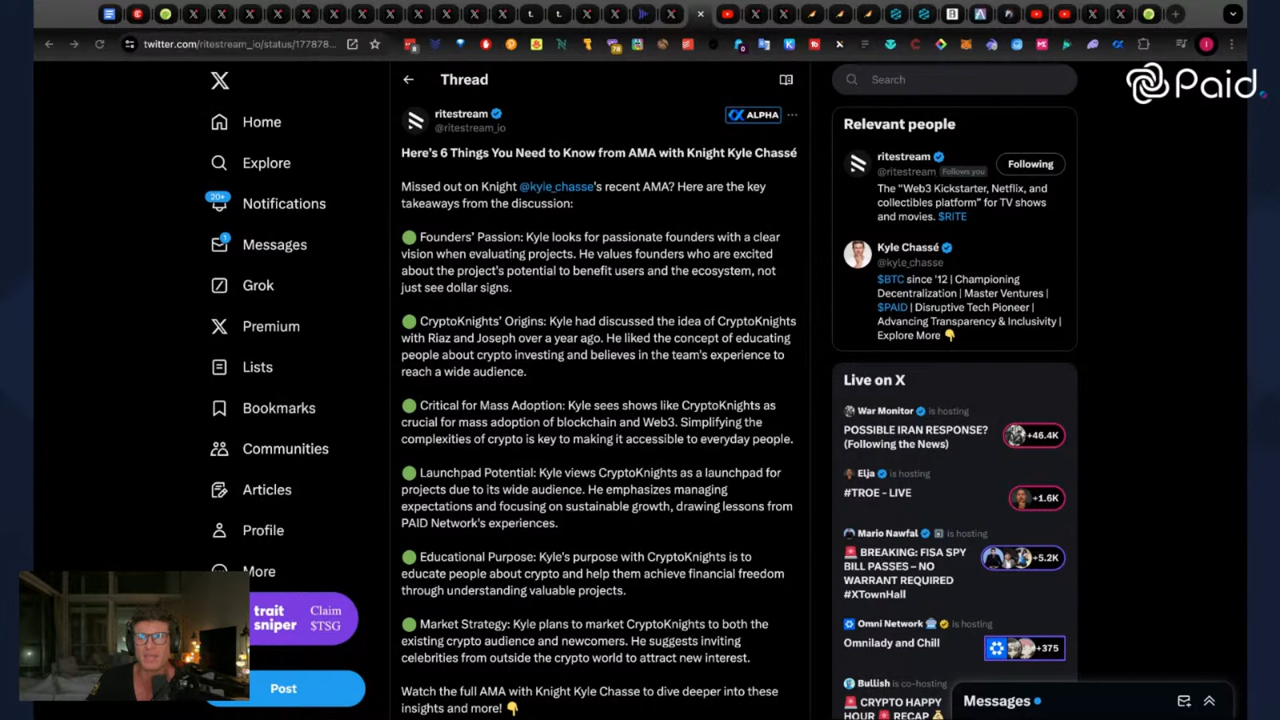 twitter.com/ritestream_io/status/177878...
Paid.
Home
Explore
20+
Notifications
1
Messages
Grok
Premium
Lists
Bookmarks
Communities
Articles
Profile
More
trait
sniper
Claim
$TSG
Post
Thread
ritestream
@ritestream_io
ALPHA
Here's 6 Things You Need to Know from AMA with Knight Kyle Chassé
Missed out on Knight @kyle_chasse's recent AMA? Here are the key
takeaways from the discussion:
Founders' Passion: Kyle looks for passionate founders with a clear
vision when evaluating projects. He values founders who are excited
about the project's potential to benefit users and the ecosystem, not
just see dollar signs.
CryptoKnights' Origins: Kyle had discussed the idea of CryptoKnights
with Riaz and Joseph over a year ago. He liked the concept of educating
people about crypto investing and believes in the team's experience to
reach a wide audience.
Critical for Mass Adoption: Kyle sees shows like CryptoKnights as
crucial for mass adoption of blockchain and Web3. Simplifying the
complexities of crypto is key to making it accessible to everyday people.
Launchpad Potential: Kyle views CryptoKnights as a launchpad for
projects due to its wide audience. He emphasizes managing
expectations and focusing on sustainable growth, drawing lessons from
PAID Network's experiences.
Educational Purpose: Kyle's purpose with CryptoKnights is to
educate people about crypto and help them achieve financial freedom
through understanding valuable projects.
Market Strategy: Kyle plans to market CryptoKnights to both the
existing crypto audience and newcomers. He suggests inviting
celebrities from outside the crypto world to attract new interest.
Watch the full AMA with Knight Kyle Chasse to dive deeper into these
insights and more!
Search
Relevant people
ritestream
@ritestream Follows you
Following
The "Web3 Kickstarter, Netflix, and
collectibles platform" for TV shows
and movies. $RITE
Kyle Chassé
@kyle_chasse
$BTC since '12 | Championing
Decentralization | Master Ventures |
$PAID | Disruptive Tech Pioneer |
Advancing Transparency & Inclusivity |
Explore More
Live on X
War Monitor is hosting
POSSIBLE IRAN RESPONSE?
(Following the News)
+46.4K
Elja is hosting
#TROE - LIVE
+1.6K
Mario Nawfal is hosting
BREAKING: FISA SPY
BILL PASSES – NO
WARRANT REQUIRED
#XTownHall
+5.2K
Omni Network is hosting
Omnilady and Chill
+375
Bullish is co-hosting
CRYPTO HAPPY
HOUR RECAP
Messages